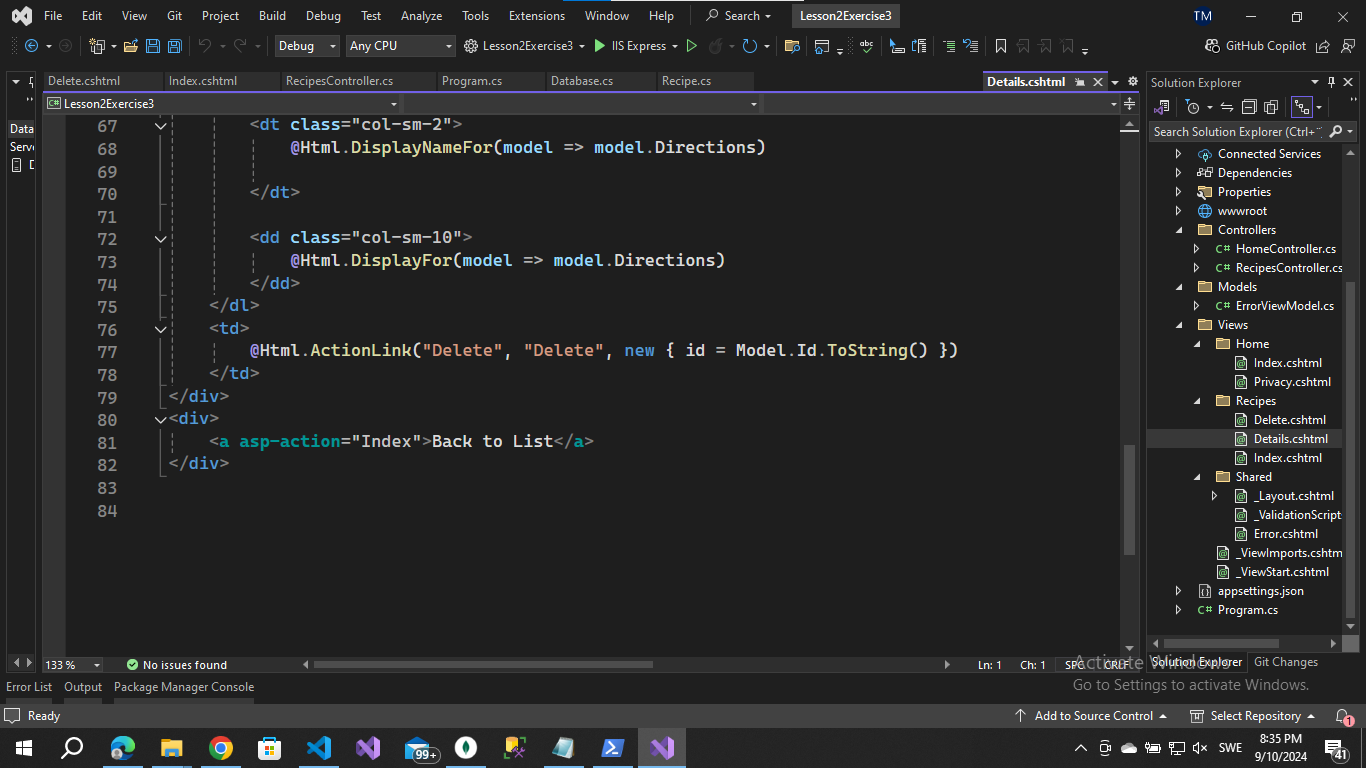 File Edit View Git Project Build Debug Test Analyze Tools Extensions Window Help Search Lesson2Exercise3 TM
Debug Any CPU Lesson2Exercise3 IIS Express GitHub Copilot
Delete.cshtml Index.cshtml RecipesController.cs Program.cs Database.cs Recipe.cs Details.cshtml
Lesson2Exercise3
Data
Serv
67 <dt class="col-sm-2">
68 @Html.DisplayNameFor(model => model.Directions)
69
70 </dt>
71
72 <dd class="col-sm-10">
73 @Html.DisplayFor(model => model.Directions)
74 </dd>
75 </dl>
76 <td>
77 @Html.ActionLink("Delete", "Delete", new { id = Model.Id.ToString() })
78 </td>
79 </div>
80 <div>
81 <a asp-action="Index">Back to List</a>
82 </div>
83
84
133 % No issues found Ln: 1 Ch: 1 SPC CRLF
Solution Explorer
Search Solution Explorer (Ctrl+
Connected Services
Dependencies
Properties
wwwroot
Controllers
C# HomeController.cs
C# RecipesController.cs
Models
C# ErrorViewModel.cs
Views
Home
Index.cshtml
Privacy.cshtml
Recipes
Delete.cshtml
Details.cshtml
Index.cshtml
Shared
_Layout.cshtml
_ValidationScript
Error.cshtml
_ViewImports.cshtm
_ViewStart.cshtml
appsettings.json
C# Program.cs
Solution Explorer Git Changes
Activate Windows
Go to Settings to activate Windows.
Error List Output Package Manager Console
Ready Add to Source Control Select Repository 1
99+ SWE 8:35 PM
9/10/2024 41